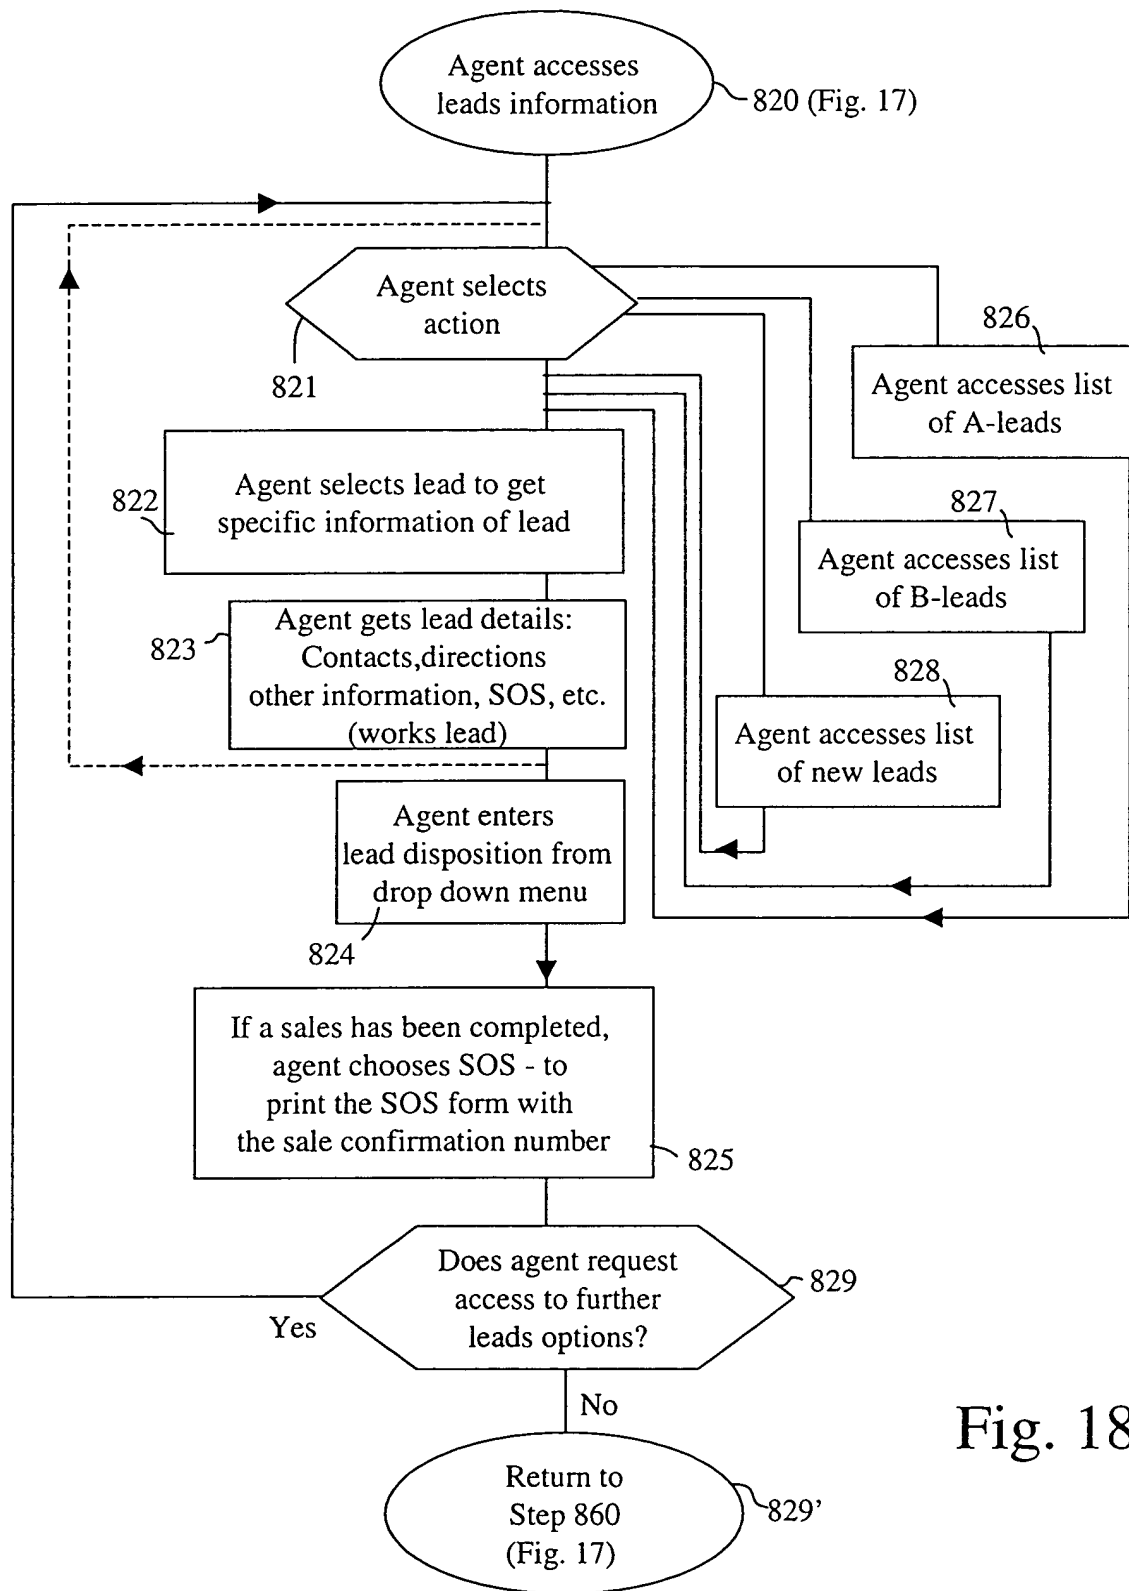 Agent accesses
leads information
820 (Fig. 17)
Agent selects
action
821
826
Agent accesses list
of A-leads
822
Agent selects lead to get
specific information of lead
827
Agent accesses list
of B-leads
823
Agent gets lead details:
Contacts,directions
other information, SOS, etc.
(works lead)
828
Agent accesses list
of new leads
Agent enters
lead disposition from
drop down menu
824
If a sales has been completed,
agent chooses SOS - to
print the SOS form with
the sale confirmation number
825
Does agent request
access to further
leads options?
829
Yes
No
Fig. 18
Return to
Step 860
(Fig. 17)
829’